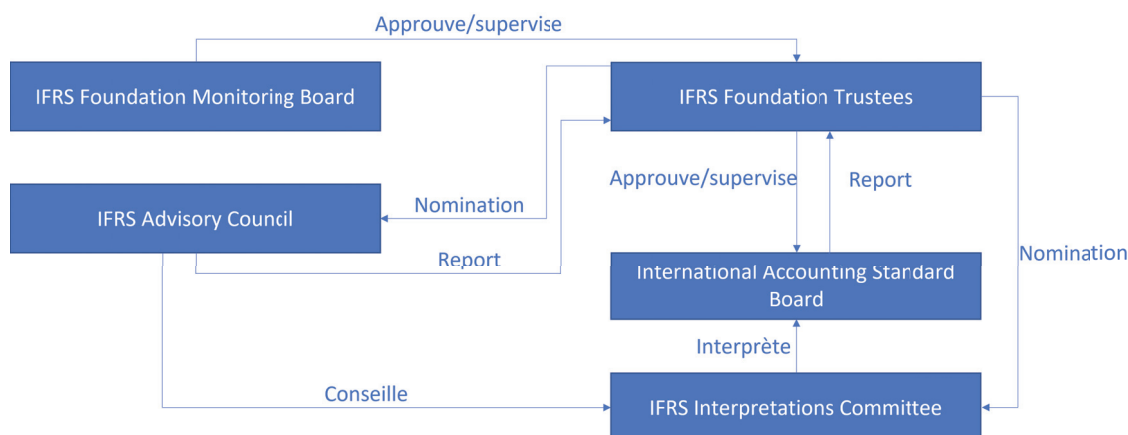 Approuve/supervise
IFRS Foundation Monitoring Board
IFRS Foundation Trustees
Approuve/supervise
Report
IFRS Advisory Council
Nomination
Report
Nomination
International Accounting Standard
Board
Interprète
Conseille
IFRS Interpretations Committee